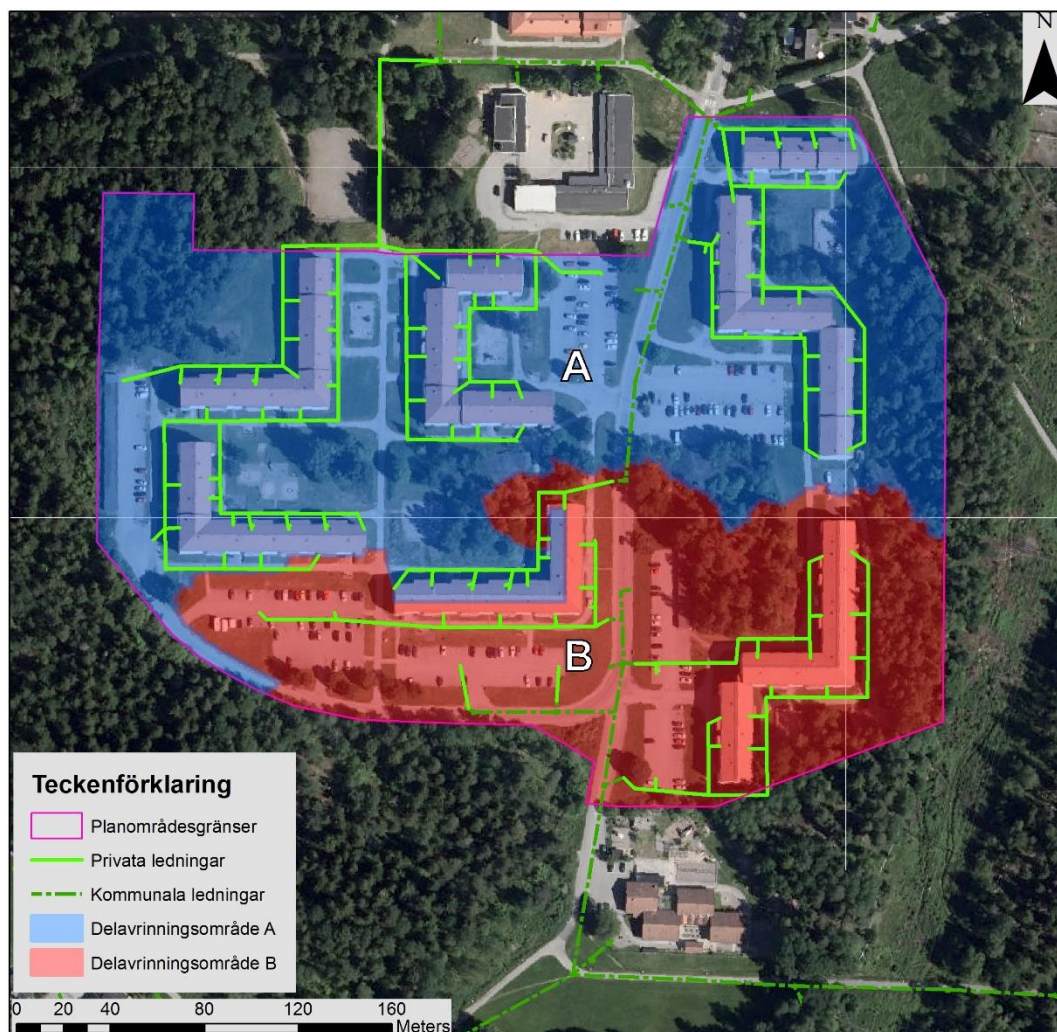 N
A
B
Teckenförklaring
Planområdesgränser
Privata ledningar
Kommunala ledningar
Delavrinningsområde A
Delavrinningsområde B
0 20 40 80 120 160
Meters